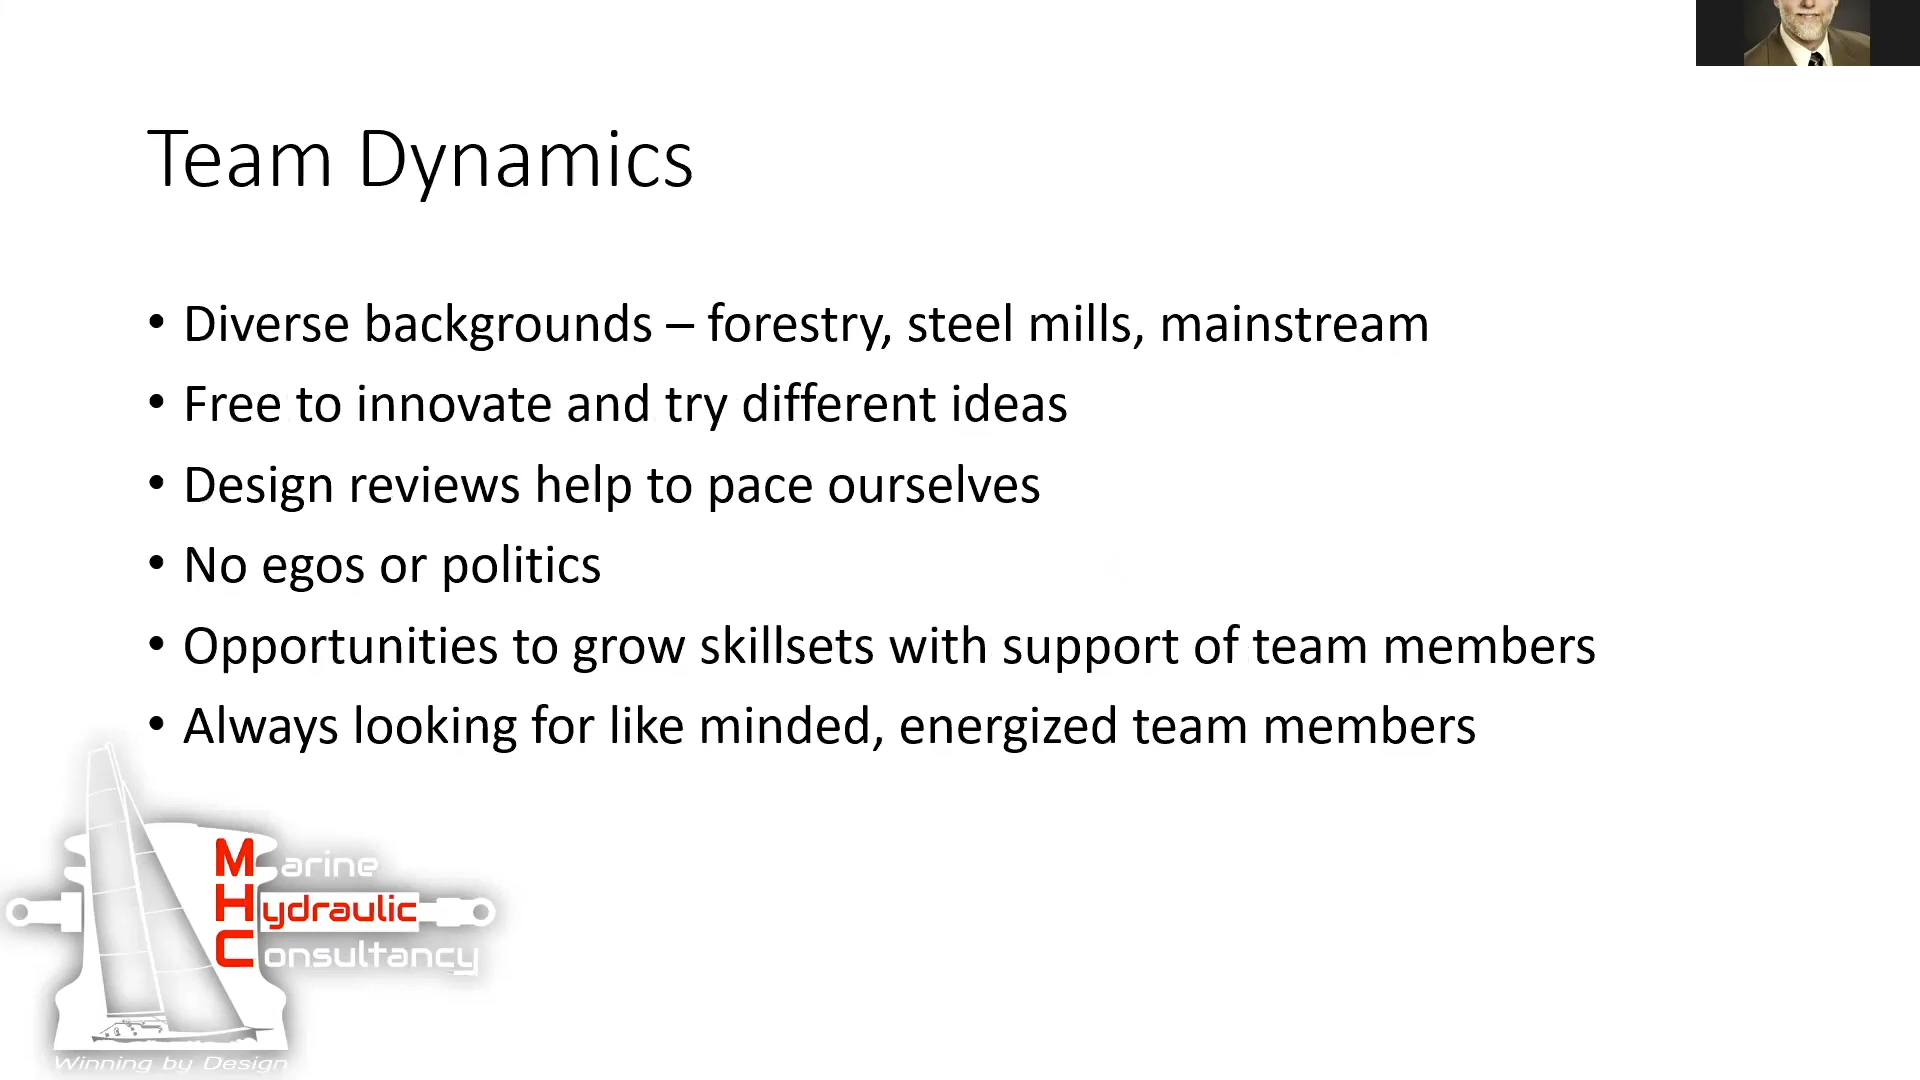 Team Dynamics
• Diverse backgrounds – forestry, steel mills, mainstream
• Free to innovate and try different ideas
• Design reviews help to pace ourselves
• No egos or politics
• Opportunities to grow skillsets with support of team members
• Always looking for like minded, energized team members
Marine
Hydraulic
Consultancy
Winning by Design